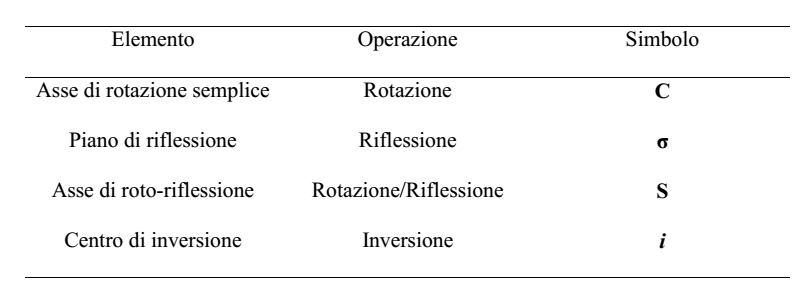 Elemento Operazione Simbolo
Asse di rotazione semplice Rotazione C
Piano di riflessione Riflessione σ
Asse di roto-riflessione Rotazione/Riflessione S
Centro di inversione Inversione i